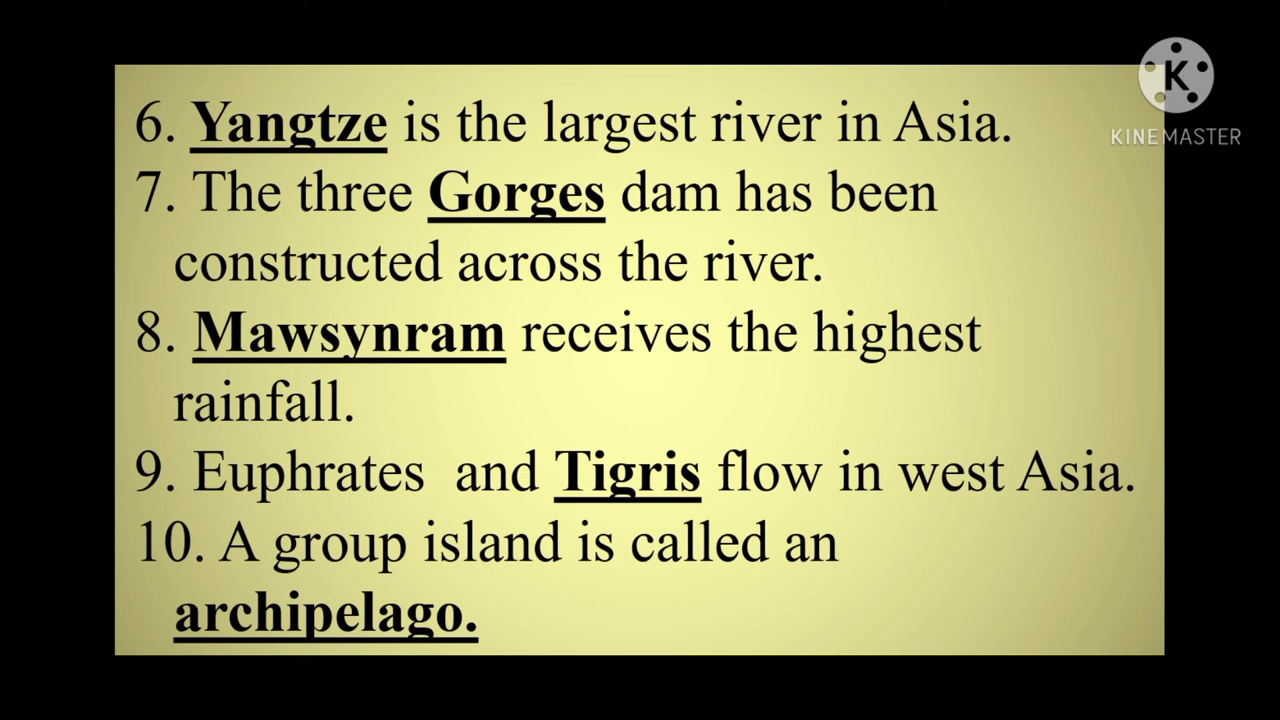 K
KINEMASTER
6. Yangtze is the largest river in Asia.
7. The three Gorges dam has been
constructed across the river.
8. Mawsynram receives the highest
rainfall.
9. Euphrates and Tigris flow in west Asia.
10. A group island is called an
archipelago.